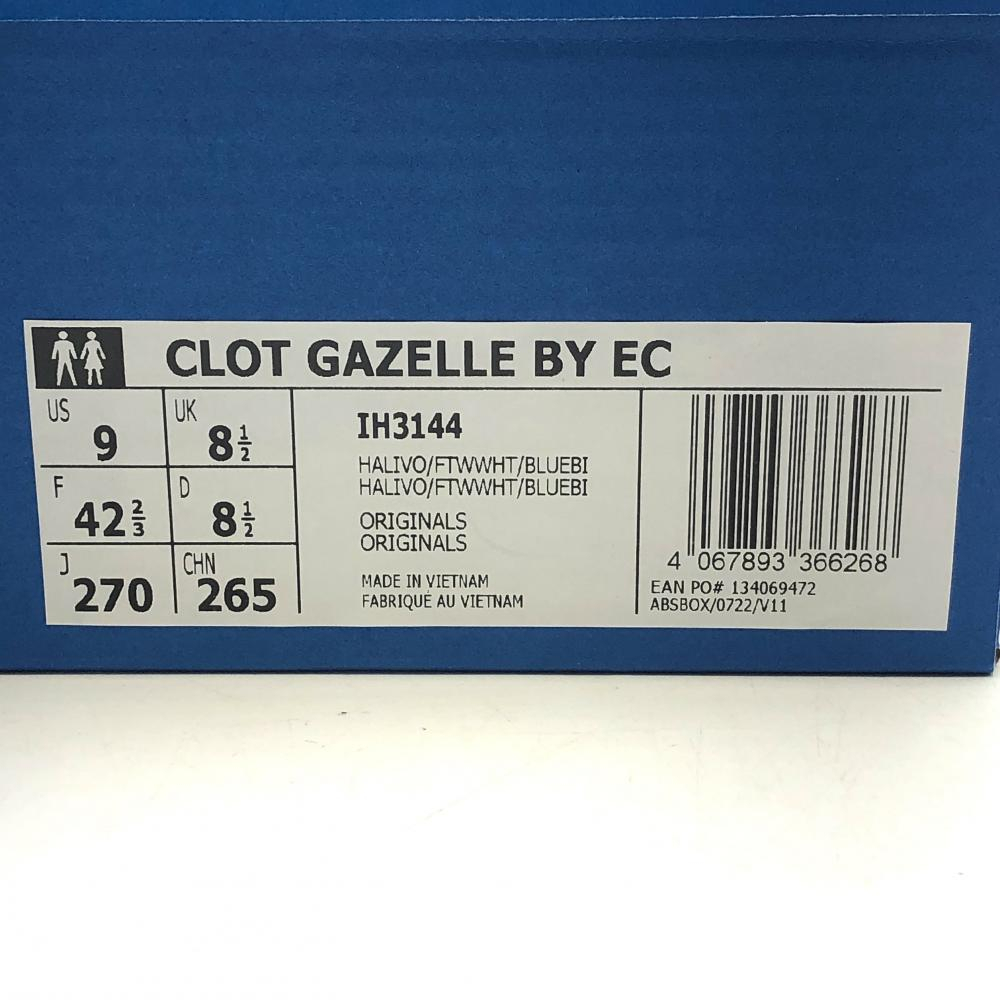 CLOT GAZELLE BY EC
US 9
UK 8 1/2
F 42 2/3
D 8 1/2
J 270
CHN 265
IH3144
HALIVO/FTWWHT/BLUEBI
HALIVO/FTWWHT/BLUEBI
ORIGINALS
ORIGINALS
MADE IN VIETNAM
FABRIQUÉ AU VIETNAM
4 067893 366268
EAN PO# 134069472
ABSBOX/0722/V11